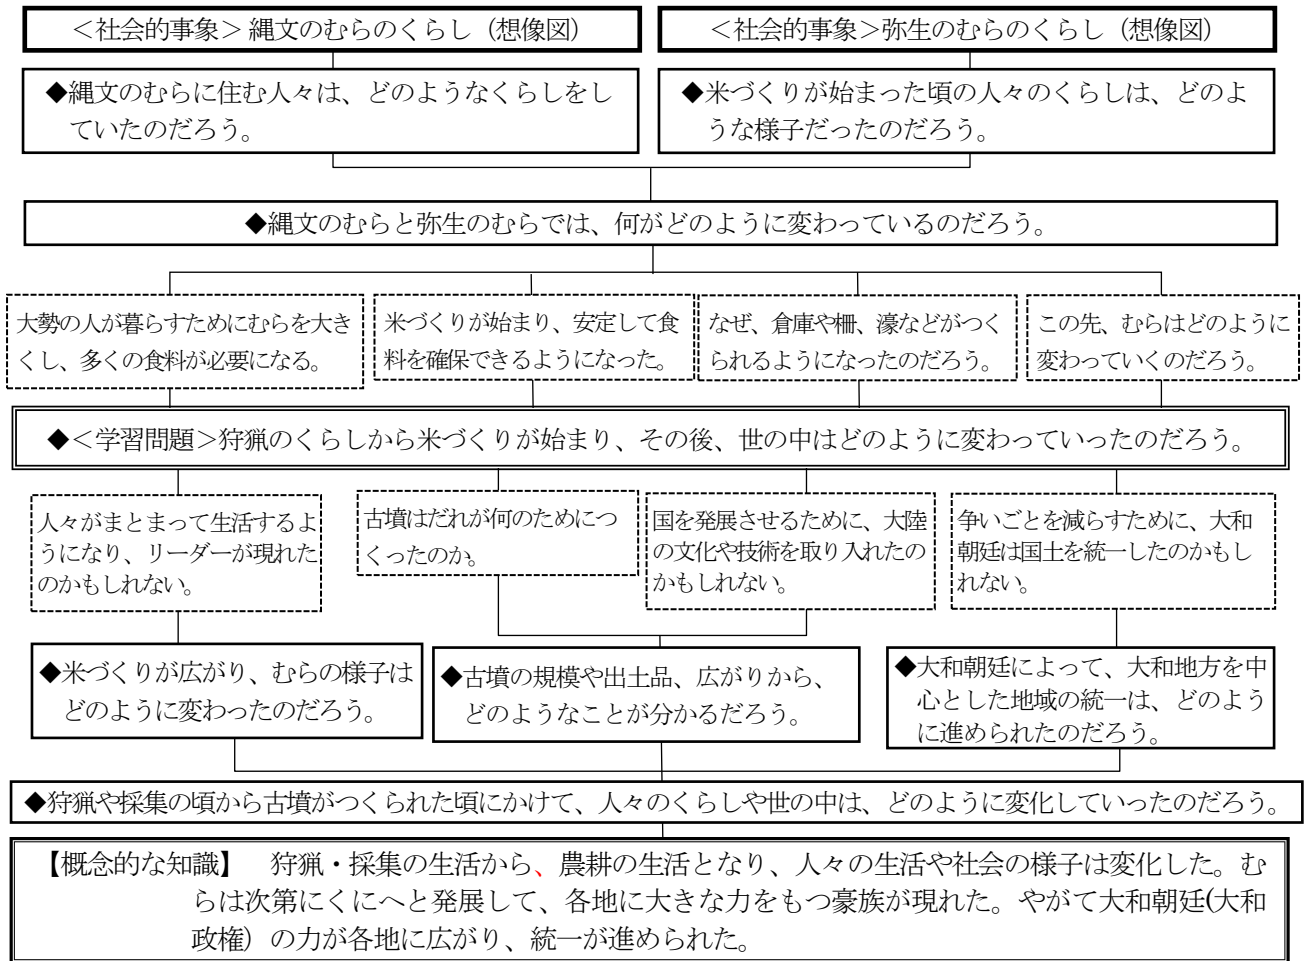 ＜社会的事象＞ 縄文のむらのくらし（想像図）
＜社会的事象＞弥生のむらのくらし（想像図）
◆縄文のむらに住む人々は、どのようなくらしをし
ていたのだろう。
◆米づくりが始まった頃の人々のくらしは、どのよ
うな様子だったのだろう。
◆縄文のむらと弥生のむらでは、何がどのように変わっているのだろう。
大勢の人が暮らすためにむらを大き
くし、多くの食料が必要になる。
米づくりが始まり、安定して食
料を確保できるようになった。
なぜ、倉庫や柵、濠などがつく
られるようになったのだろう。
この先、むらはどのように
変わっていくのだろう。
◆＜学習問題＞狩猟のくらしから米づくりが始まり、その後、世の中はどのように変わっていったのだろう。
人々がまとまって生活するよ
うになり、リーダーが現れた
のかもしれない。
古墳はだれが何のためにつ
くったのか。
国を発展させるために、大陸
の文化や技術を取り入れたの
かもしれない。
争いごとを減らすために、大和
朝廷は国土を統一したのかもし
れない。
◆米づくりが広がり、むらの様子は
どのように変わったのだろう。
◆古墳の規模や出土品、広がりから、
どのようなことが分かるだろう。
◆大和朝廷によって、大和地方を中
心とした地域の統一は、どのよう
に進められたのだろう。
◆狩猟や採集の頃から古墳がつくられた頃にかけて、人々のくらしや世の中は、どのように変化していったのだろう。
【概念的な知識】　狩猟・採集の生活から、農耕の生活となり、人々の生活や社会の様子は変化した。む
らは次第にくにへと発展して、各地に大きな力をもつ豪族が現れた。やがて大和朝廷(大和
政権）の力が各地に広がり、統一が進められた。